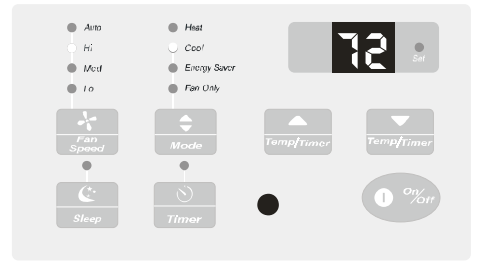 Auto
Hi
Med
Lo
Heat
Cool
Energy Saver
Fan Only
72
Set
Fan
Speed
Mode
Temp/Timer
Temp/Timer
Sleep
Timer
On/
Off